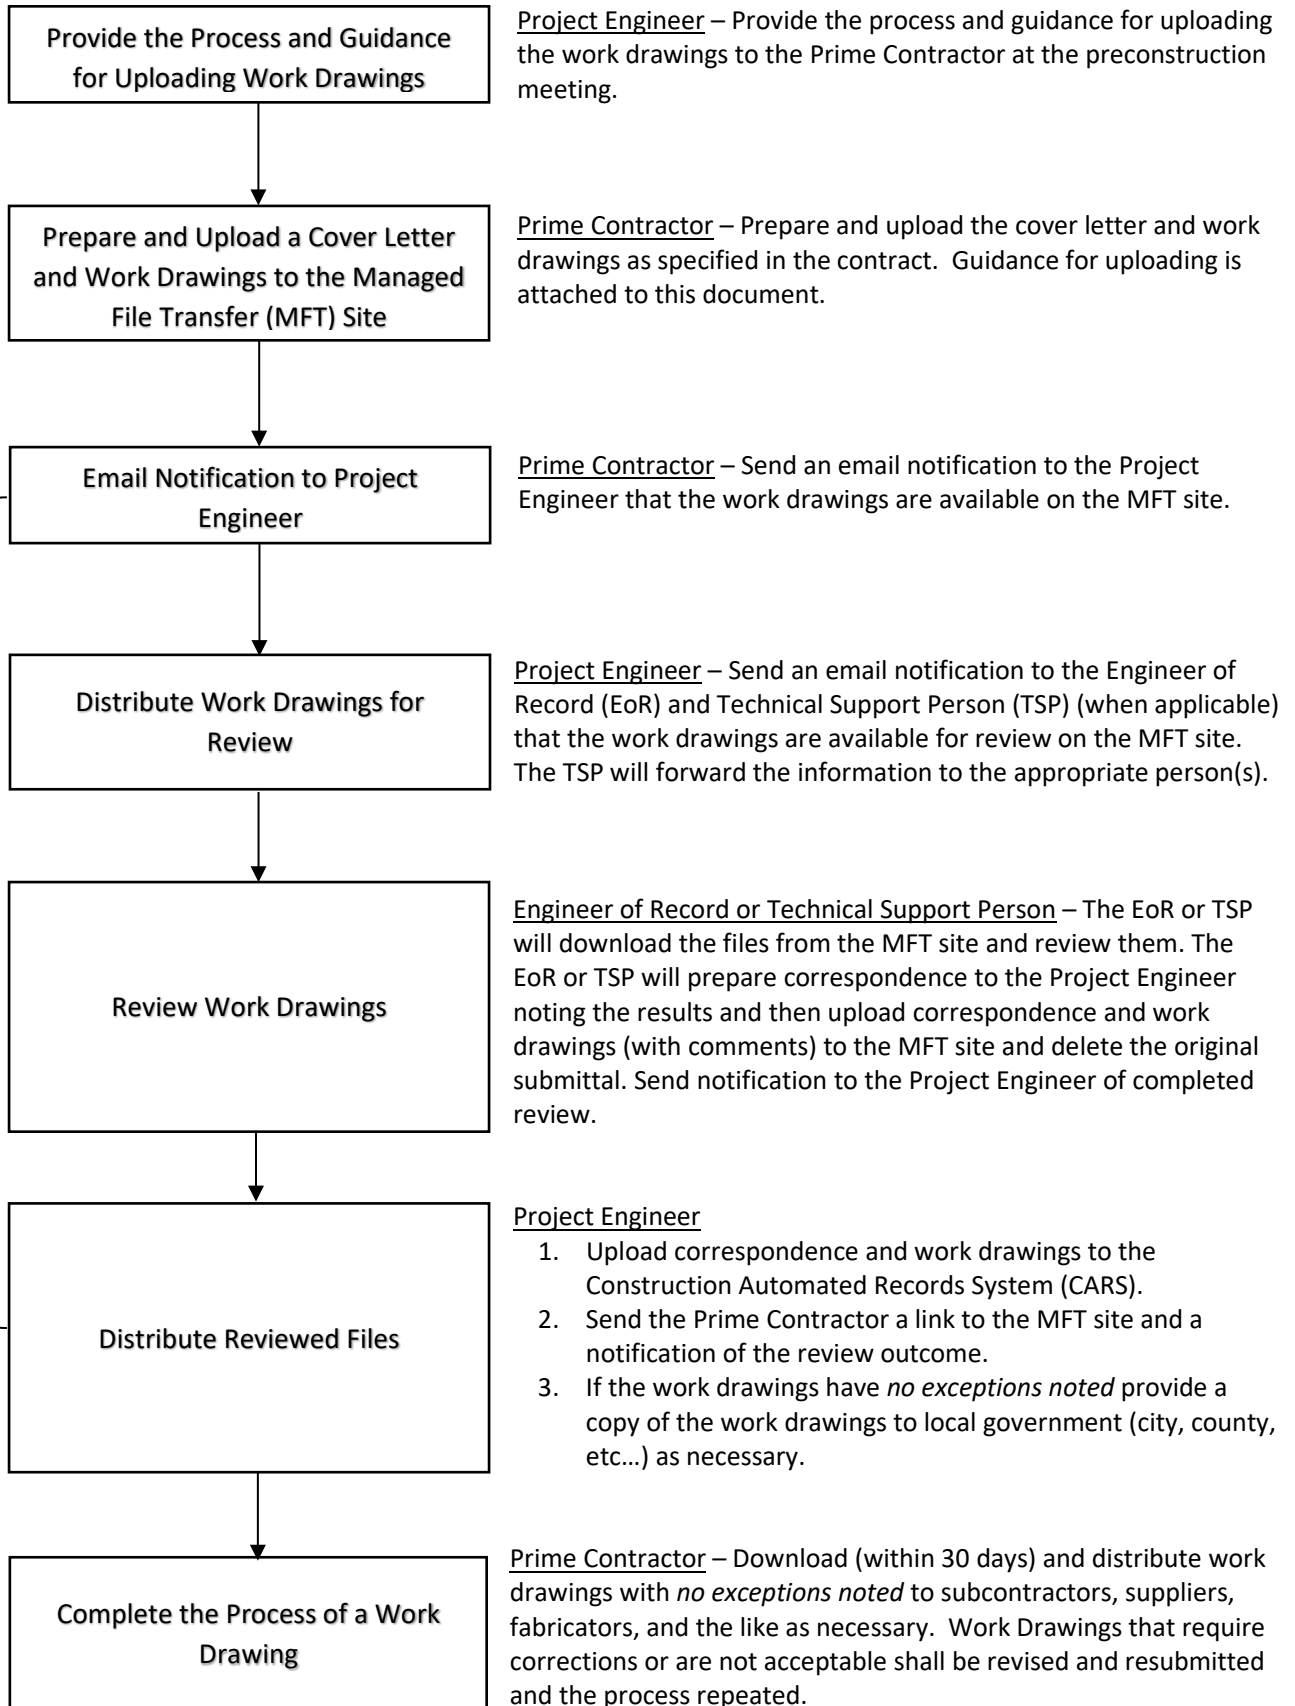 Provide the Process and Guidance
for Uploading Work Drawings
Project Engineer – Provide the process and guidance for uploading
the work drawings to the Prime Contractor at the preconstruction
meeting.
Prepare and Upload a Cover Letter
and Work Drawings to the Managed
File Transfer (MFT) Site
Prime Contractor – Prepare and upload the cover letter and work
drawings as specified in the contract.  Guidance for uploading is
attached to this document.
Email Notification to Project
Engineer
Prime Contractor – Send an email notification to the Project
Engineer that the work drawings are available on the MFT site.
Distribute Work Drawings for
Review
Project Engineer – Send an email notification to the Engineer of
Record (EoR) and Technical Support Person (TSP) (when applicable)
that the work drawings are available for review on the MFT site.
The TSP will forward the information to the appropriate person(s).
Review Work Drawings
Engineer of Record or Technical Support Person – The EoR or TSP
will download the files from the MFT site and review them. The
EoR or TSP will prepare correspondence to the Project Engineer
noting the results and then upload correspondence and work
drawings (with comments) to the MFT site and delete the original
submittal. Send notification to the Project Engineer of completed
review.
Distribute Reviewed Files
Project Engineer
1. Upload correspondence and work drawings to the
Construction Automated Records System (CARS).
2. Send the Prime Contractor a link to the MFT site and a
notification of the review outcome.
3. If the work drawings have no exceptions noted provide a
copy of the work drawings to local government (city, county,
etc…) as necessary.
Complete the Process of a Work
Drawing
Prime Contractor – Download (within 30 days) and distribute work
drawings with no exceptions noted to subcontractors, suppliers,
fabricators, and the like as necessary.  Work Drawings that require
corrections or are not acceptable shall be revised and resubmitted
and the process repeated.